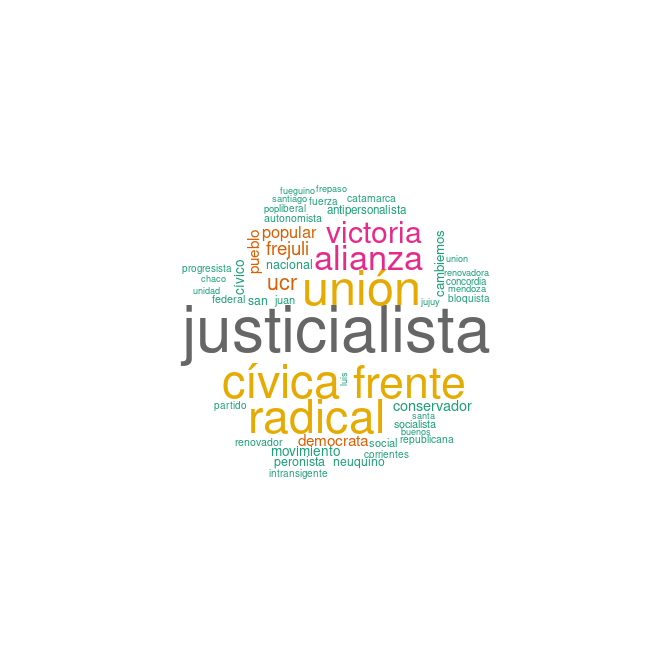 fueguino frepaso
santiago fuerza catamarca
popliberal antipersonalista
autonomista
popular victoria
pueblo frejuli alianza cambiemos
nacional union
progresista cívico renovadora
chaco ucr unión concordia
unidad mendoza
federal san juan jujuy bloquista
justicialista
cívica luis frente
partido radical conservador
santa
socialista
buenos
renovador democrata social republicana
movimiento corrientes
peronista neuquino
intransigente